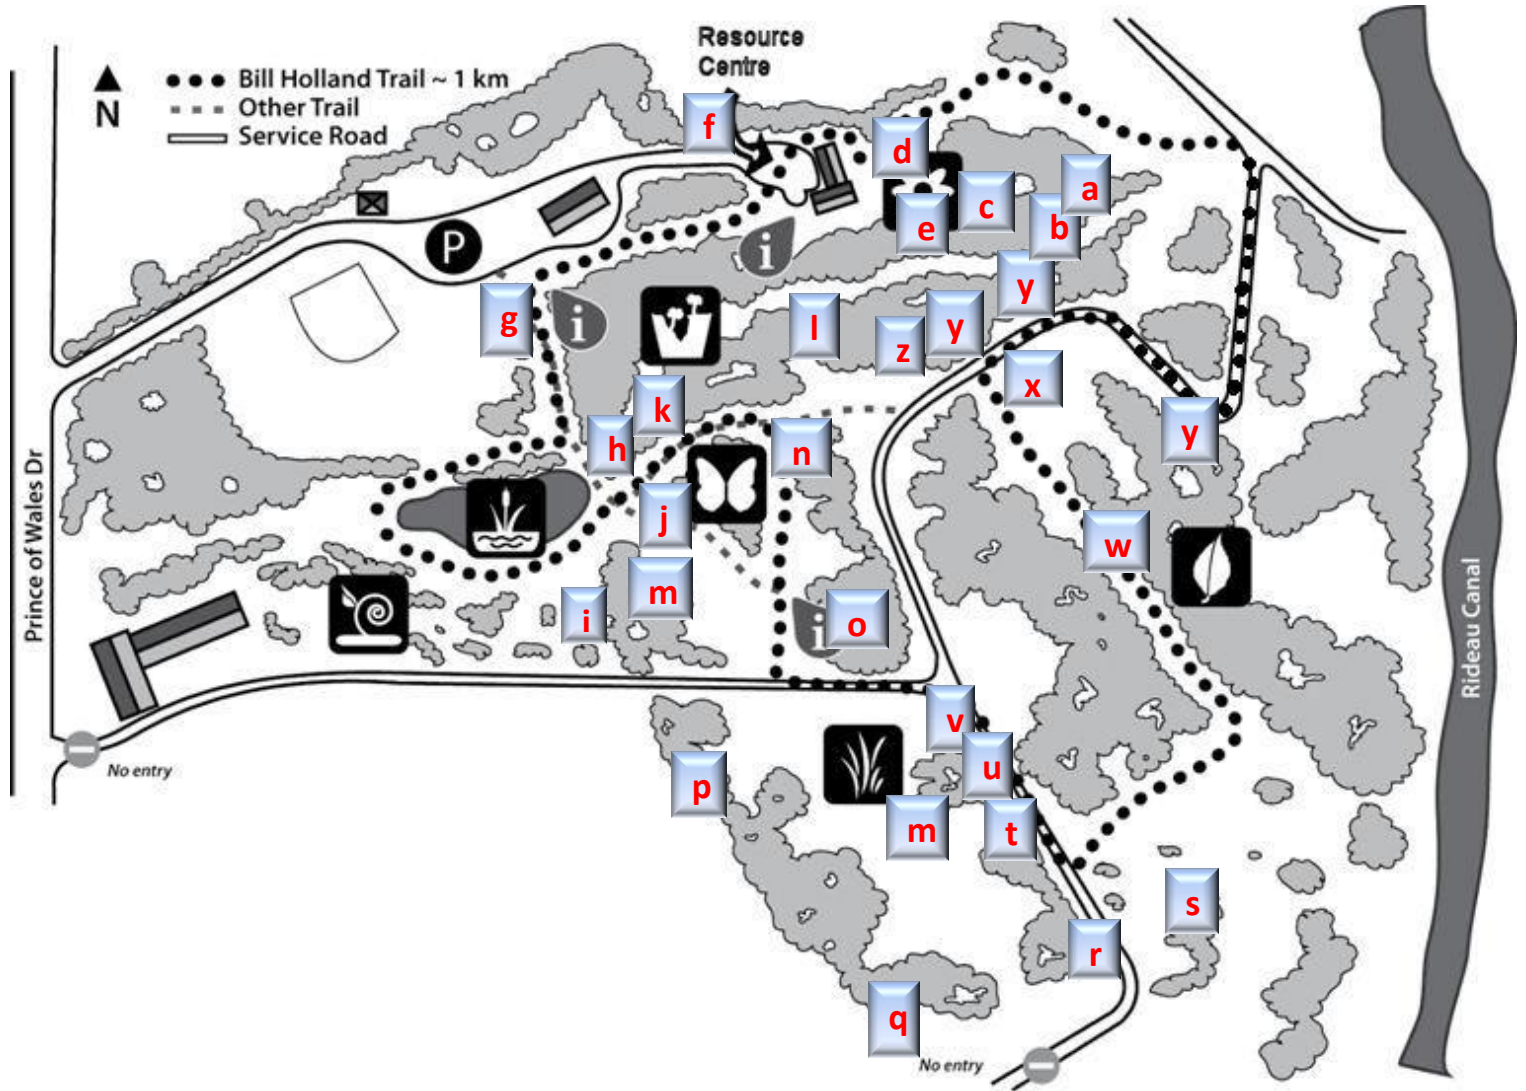 Resource
Centre
N
Bill Holland Trail ~ 1 km
Other Trail
Service Road
f
d
a
c
b
e
P
i
y
g
i
l
y
z
x
k
y
h
n
j
w
m
i
i
o
Prince of Wales Dr
Rideau Canal
v
u
No entry
p
m
t
s
r
q
No entry